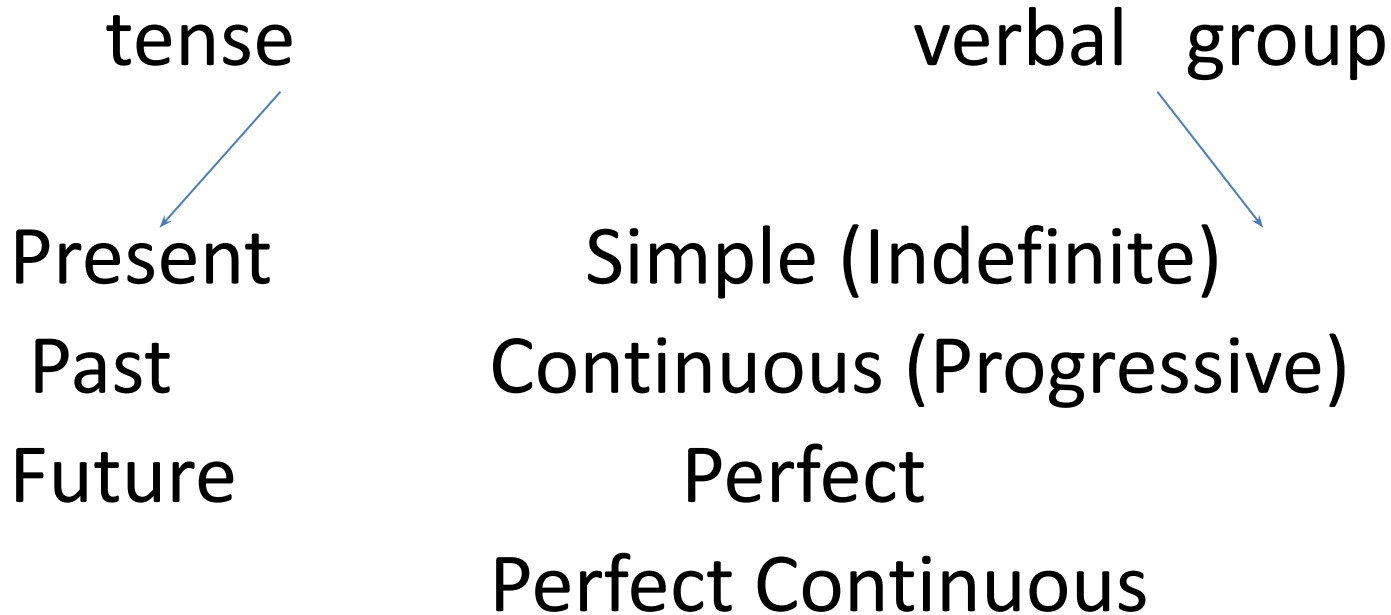 tense verbal group
Present Simple (Indefinite)
Past Continuous (Progressive)
Future Perfect
Perfect Continuous